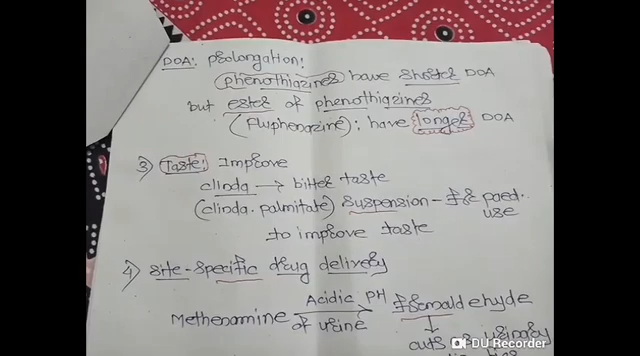 DOA: Prolongation:
phenothiazines have shorter DOA
but ester of phenothiazines
(Fluphenazine): have longer DOA
3) Taste: Improve
clinda → bitter taste
(clinda. palmitate) suspension - for paed.
use
to improve taste
4) Site-specific drug delivery
Methenamine Acidic PH of urine → formaldehyde
↓
acts
DU Recorder